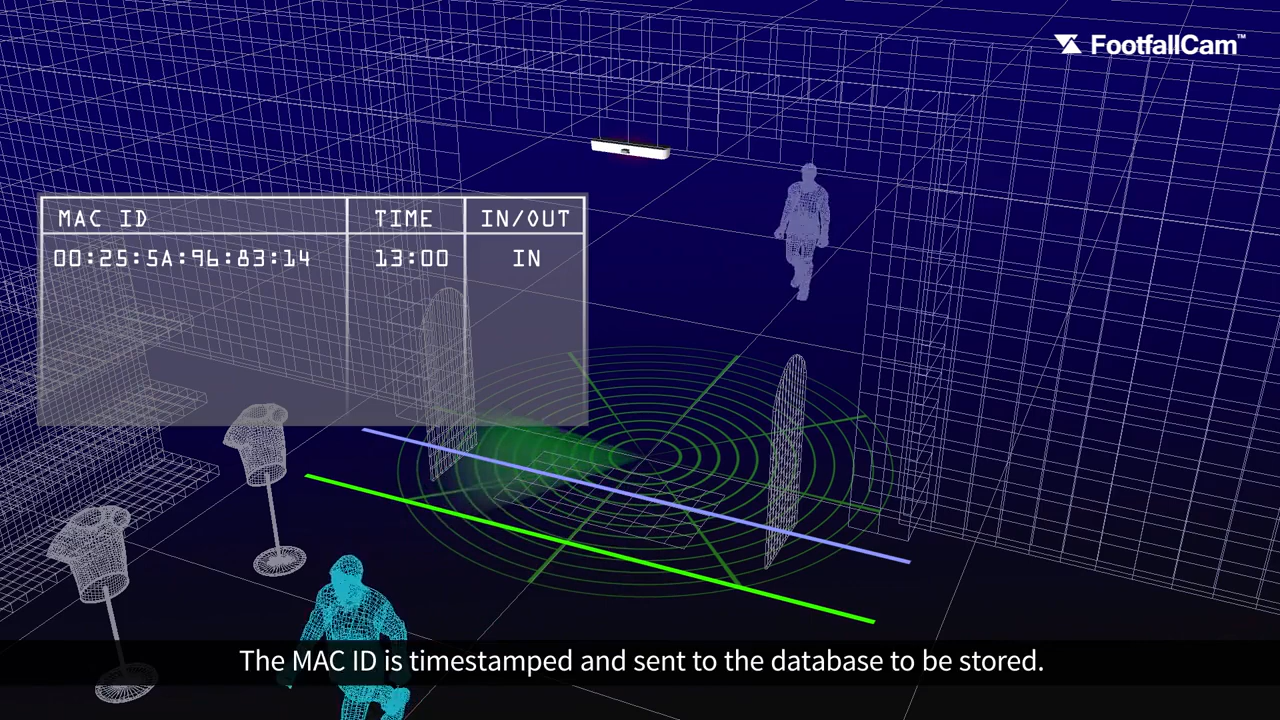 FootfallCam™
MAC ID TIME IN/OUT
00:25:5A:96:83:14 13:00 IN
The MAC ID is timestamped and sent to the database to be stored.